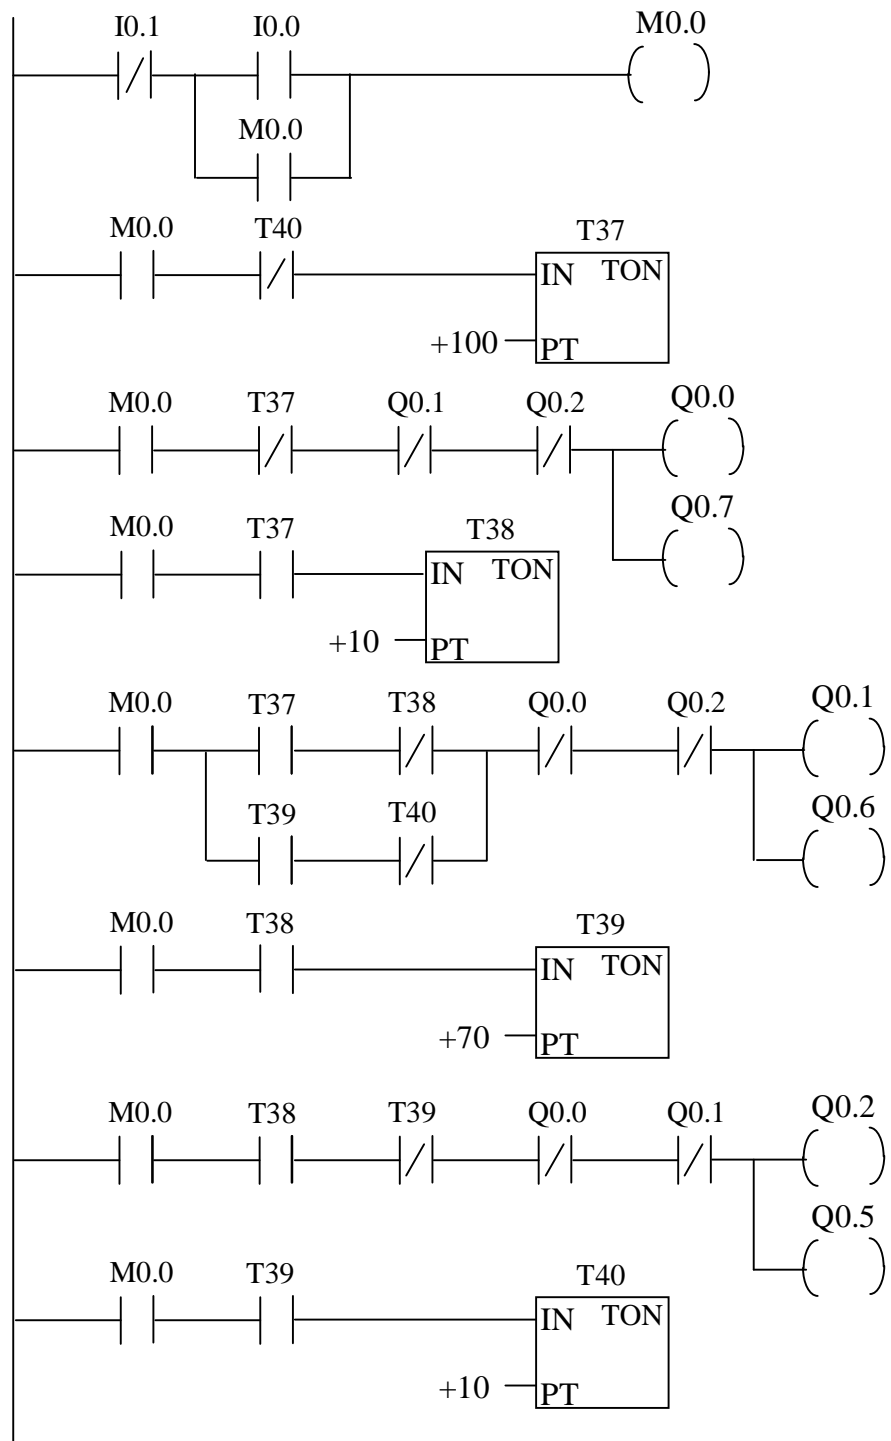 I0.1 I0.0 M0.0
M0.0
M0.0 T40 T37
IN TON
+100 PT
M0.0 T37 Q0.1 Q0.2 Q0.0
Q0.7
M0.0 T37 T38
IN TON
+10 PT
M0.0 T37 T38 Q0.0 Q0.2 Q0.1
T39 T40 Q0.6
M0.0 T38 T39
IN TON
+70 PT
M0.0 T38 T39 Q0.0 Q0.1 Q0.2
Q0.5
M0.0 T39 T40
IN TON
+10 PT